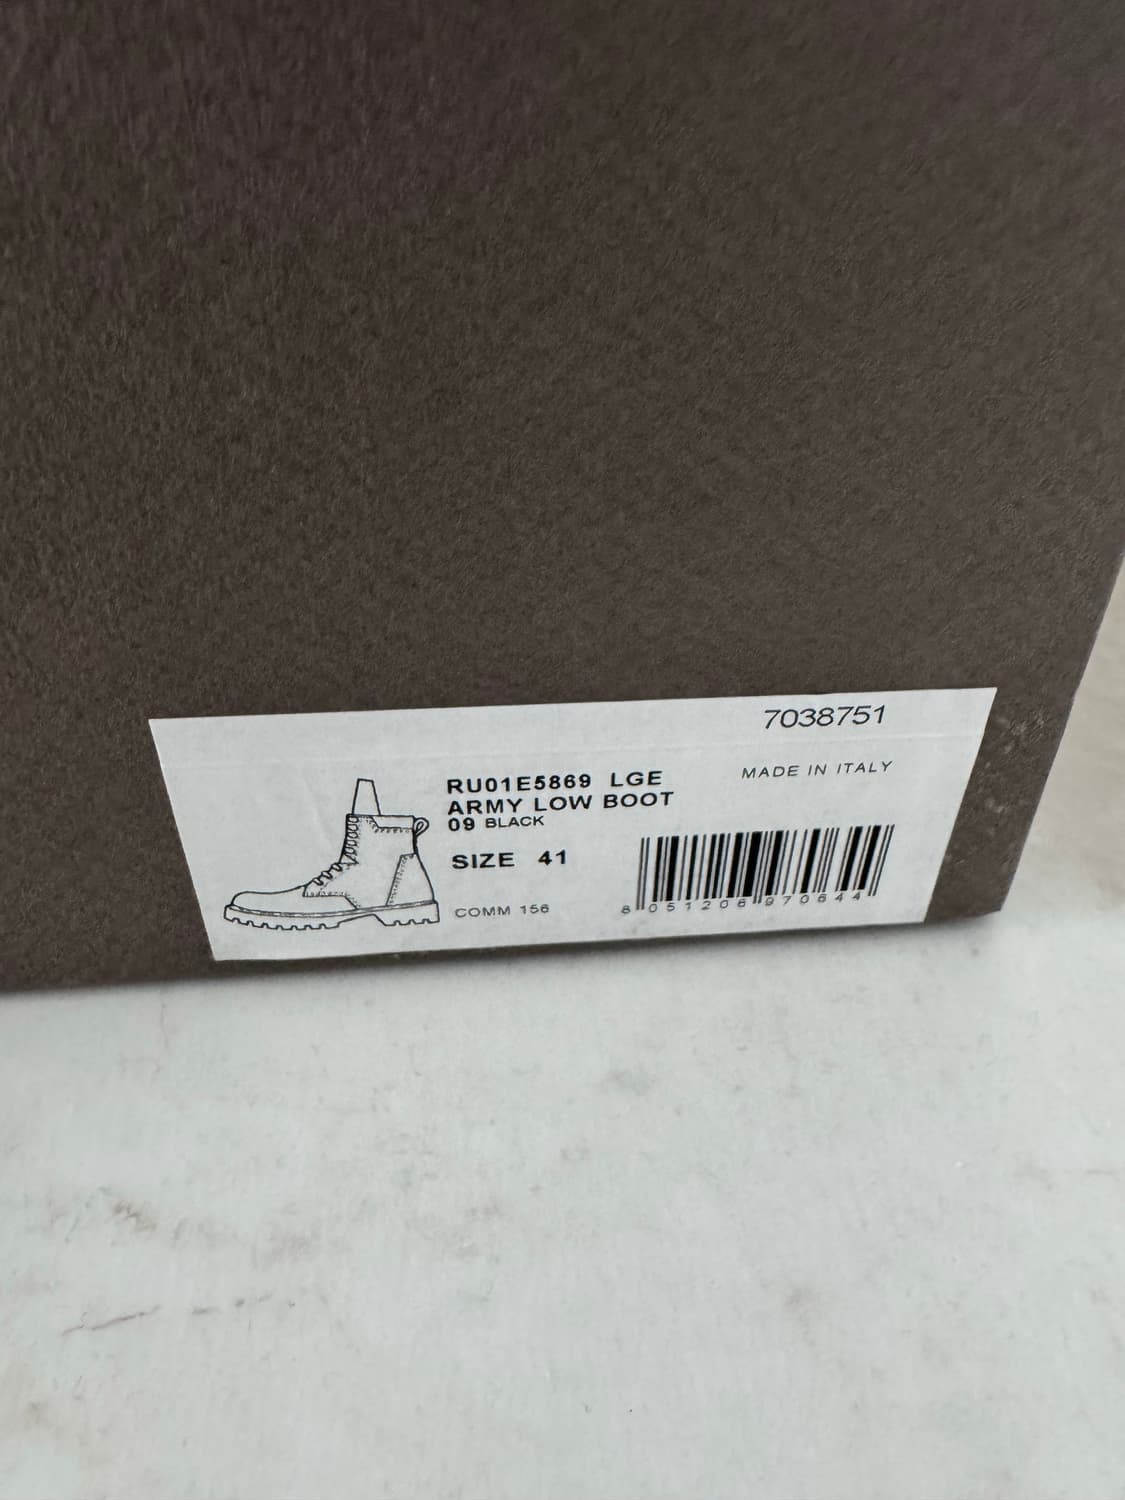 7038751
MADE IN ITALY
RU01E5869 LGE
ARMY LOW BOOT
09 BLACK
SIZE 41
COMM 156
8 051206 970644